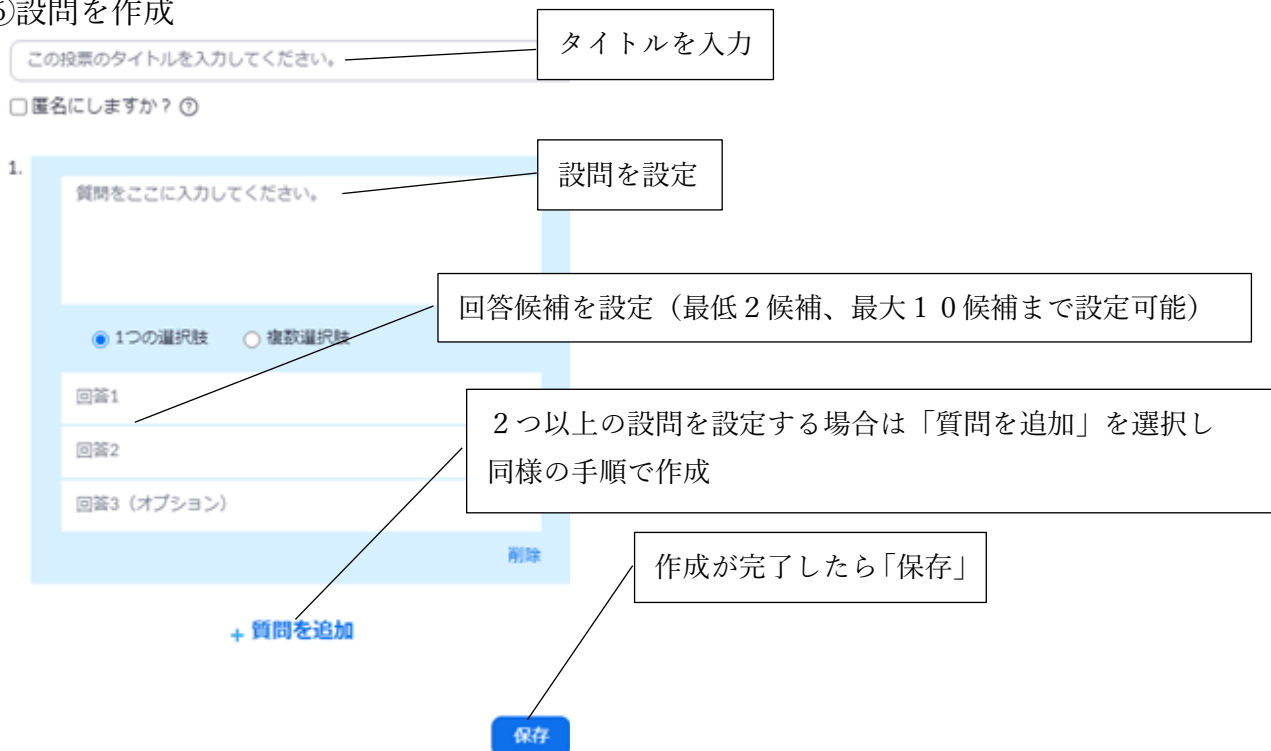 設問を作成
タイトルを入力
この投票のタイトルを入力してください。
匿名にしますか？
1.
設問を設定
質問をここに入力してください。
回答候補を設定（最低２候補、最大１０候補まで設定可能）
1つの選択肢 複数選択肢
回答1
２つ以上の設問を設定する場合は「質問を追加」を選択し
同様の手順で作成
回答2
回答3（オプション）
削除
作成が完了したら「保存」
+ 質問を追加
保存